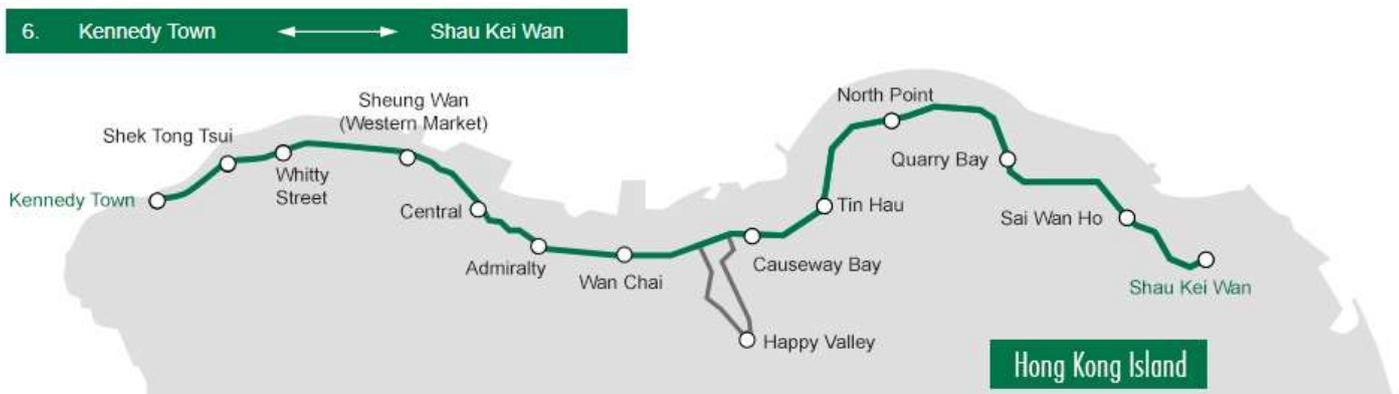 6. Kennedy Town Shau Kei Wan
Sheung Wan
(Western Market)
Shek Tong Tsui
Whitty
Street
Kennedy Town
Central
Admiralty
Wan Chai
Causeway Bay
Happy Valley
Tin Hau
North Point
Quarry Bay
Sai Wan Ho
Shau Kei Wan
Hong Kong Island